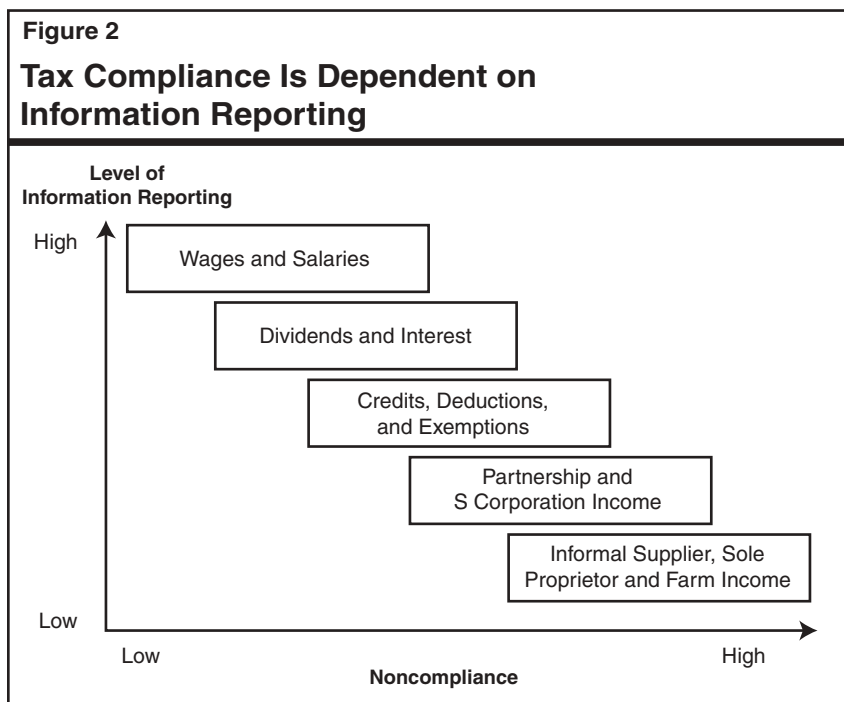 Figure 2
Tax Compliance Is Dependent on
Information Reporting
Level of
Information Reporting
High
Wages and Salaries
Dividends and Interest
Credits, Deductions,
and Exemptions
Partnership and
S Corporation Income
Informal Supplier, Sole
Proprietor and Farm Income
Low
Low
High
Noncompliance